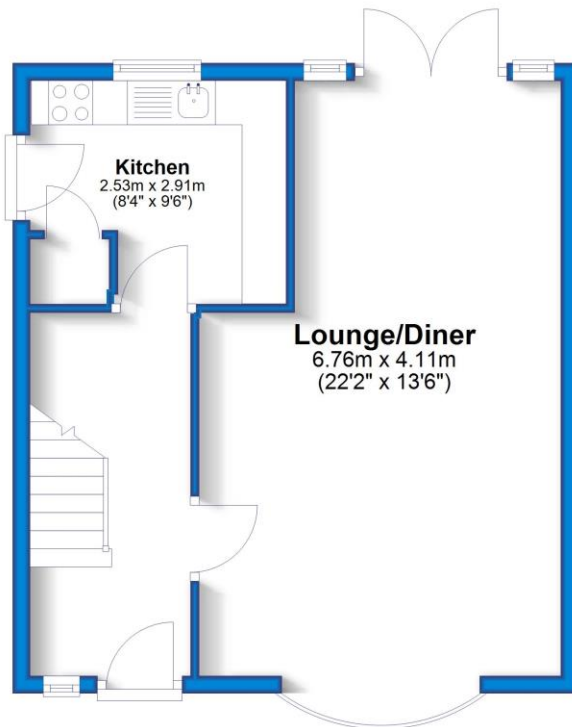 Kitchen
2.53m x 2.91m
(8'4" x 9'6")
Lounge/Diner
6.76m x 4.11m
(22'2" x 13'6")